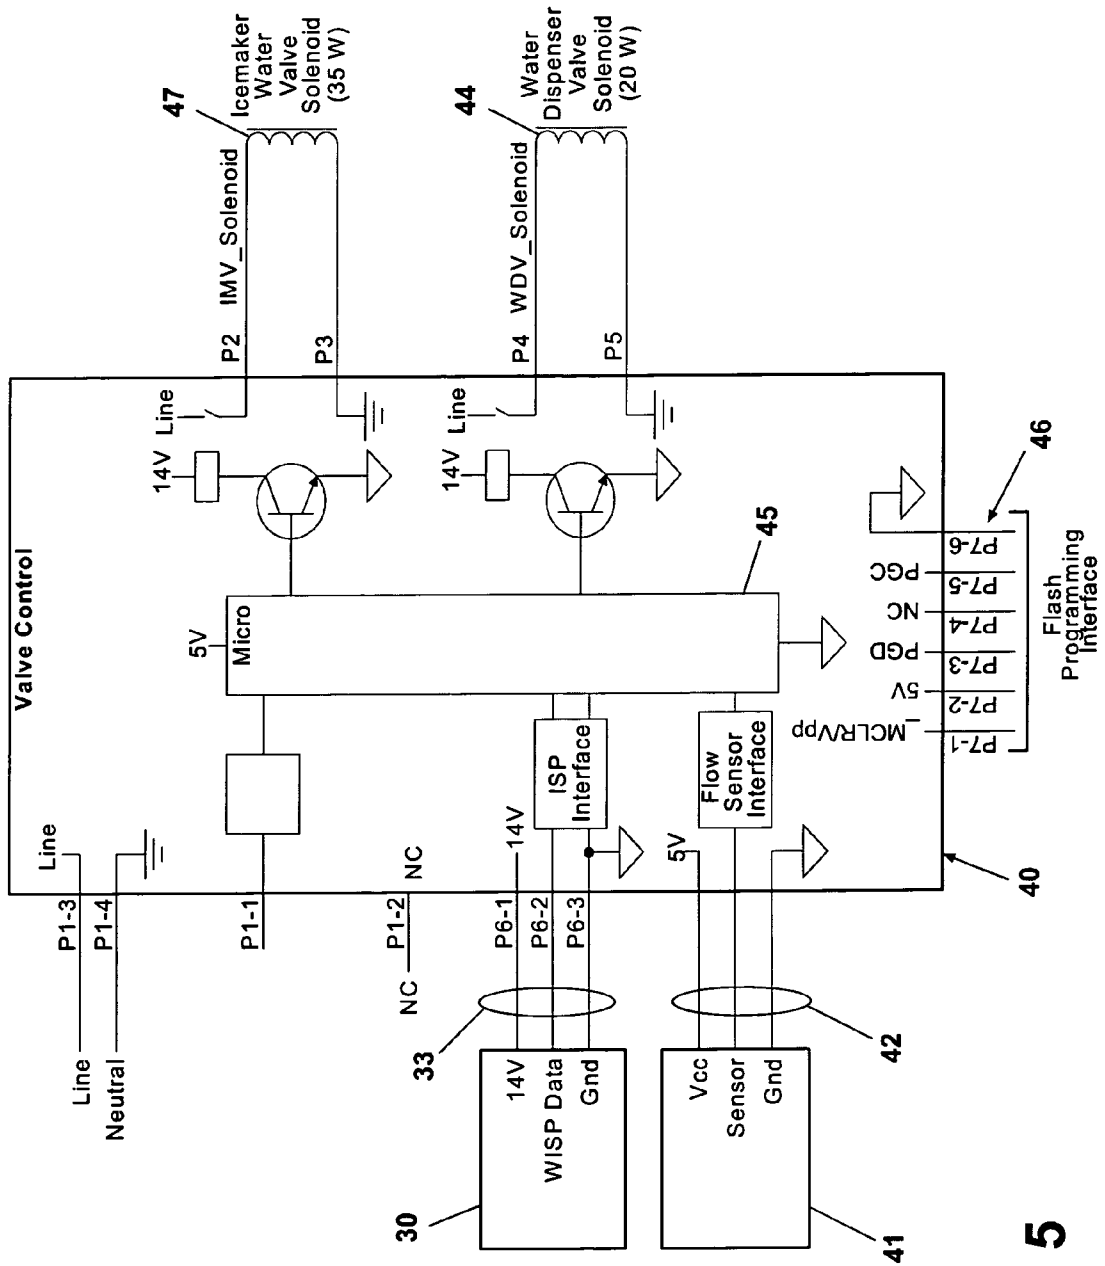 Valve Control
Line
P1-3
Line
Neutral
P1-4
P1-1
NC
P1-2
NC
5V
Micro
14V
Line
P2
IMV_Solenoid
47
Icemaker
Water
Valve
Solenoid
(35 W)
P3
14V
Line
P4
WDV_Solenoid
44
Water
Dispenser
Valve
Solenoid
(20 W)
P5
45
14V
P6-1
P6-2
P6-3
ISP
Interface
33
14V
WISP Data
Gnd
30
5V
Flow
Sensor
Interface
42
Vcc
Sensor
Gnd
41
40
_MCLR/Vpp
5V
PGD
NC
PGC
P7-1
P7-2
P7-3
P7-4
P7-5
P7-6
46
Flash
Programming
Interface
5